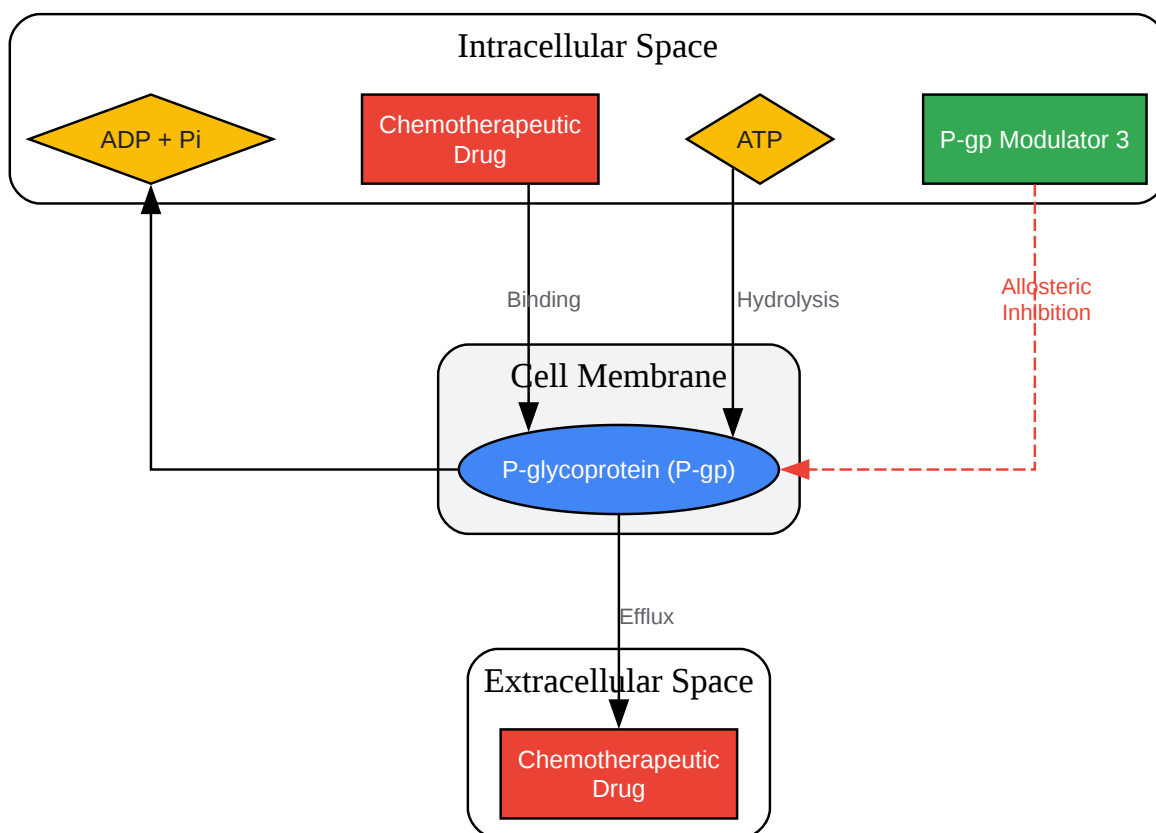 Intracellular Space
ADP + Pi
Chemotherapeutic
Drug
ATP
P-gp Modulator 3
Binding
Hydrolysis
Allosteric
Inhibition
Cell Membrane
P-glycoprotein (P-gp)
Efflux
Extracellular Space
Chemotherapeutic
Drug